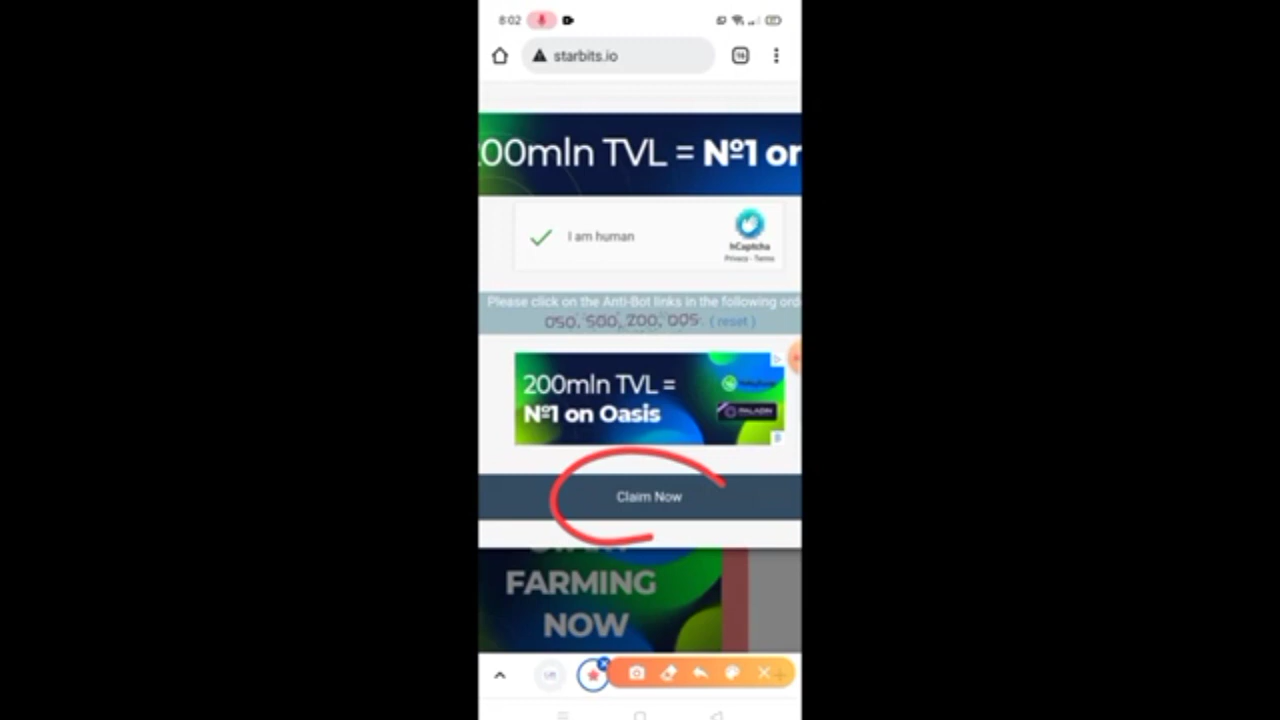 8:02
starbits.io
00mln TVL = Nº1 or
I am human
hCaptcha
Privacy - Terms
Please click on the Anti-Bot links in the following ord
050, 500, 200, 005. ( reset )
200mln TVL =
Nº1 on Oasis
PALADIN
Claim Now
FARMING
NOW